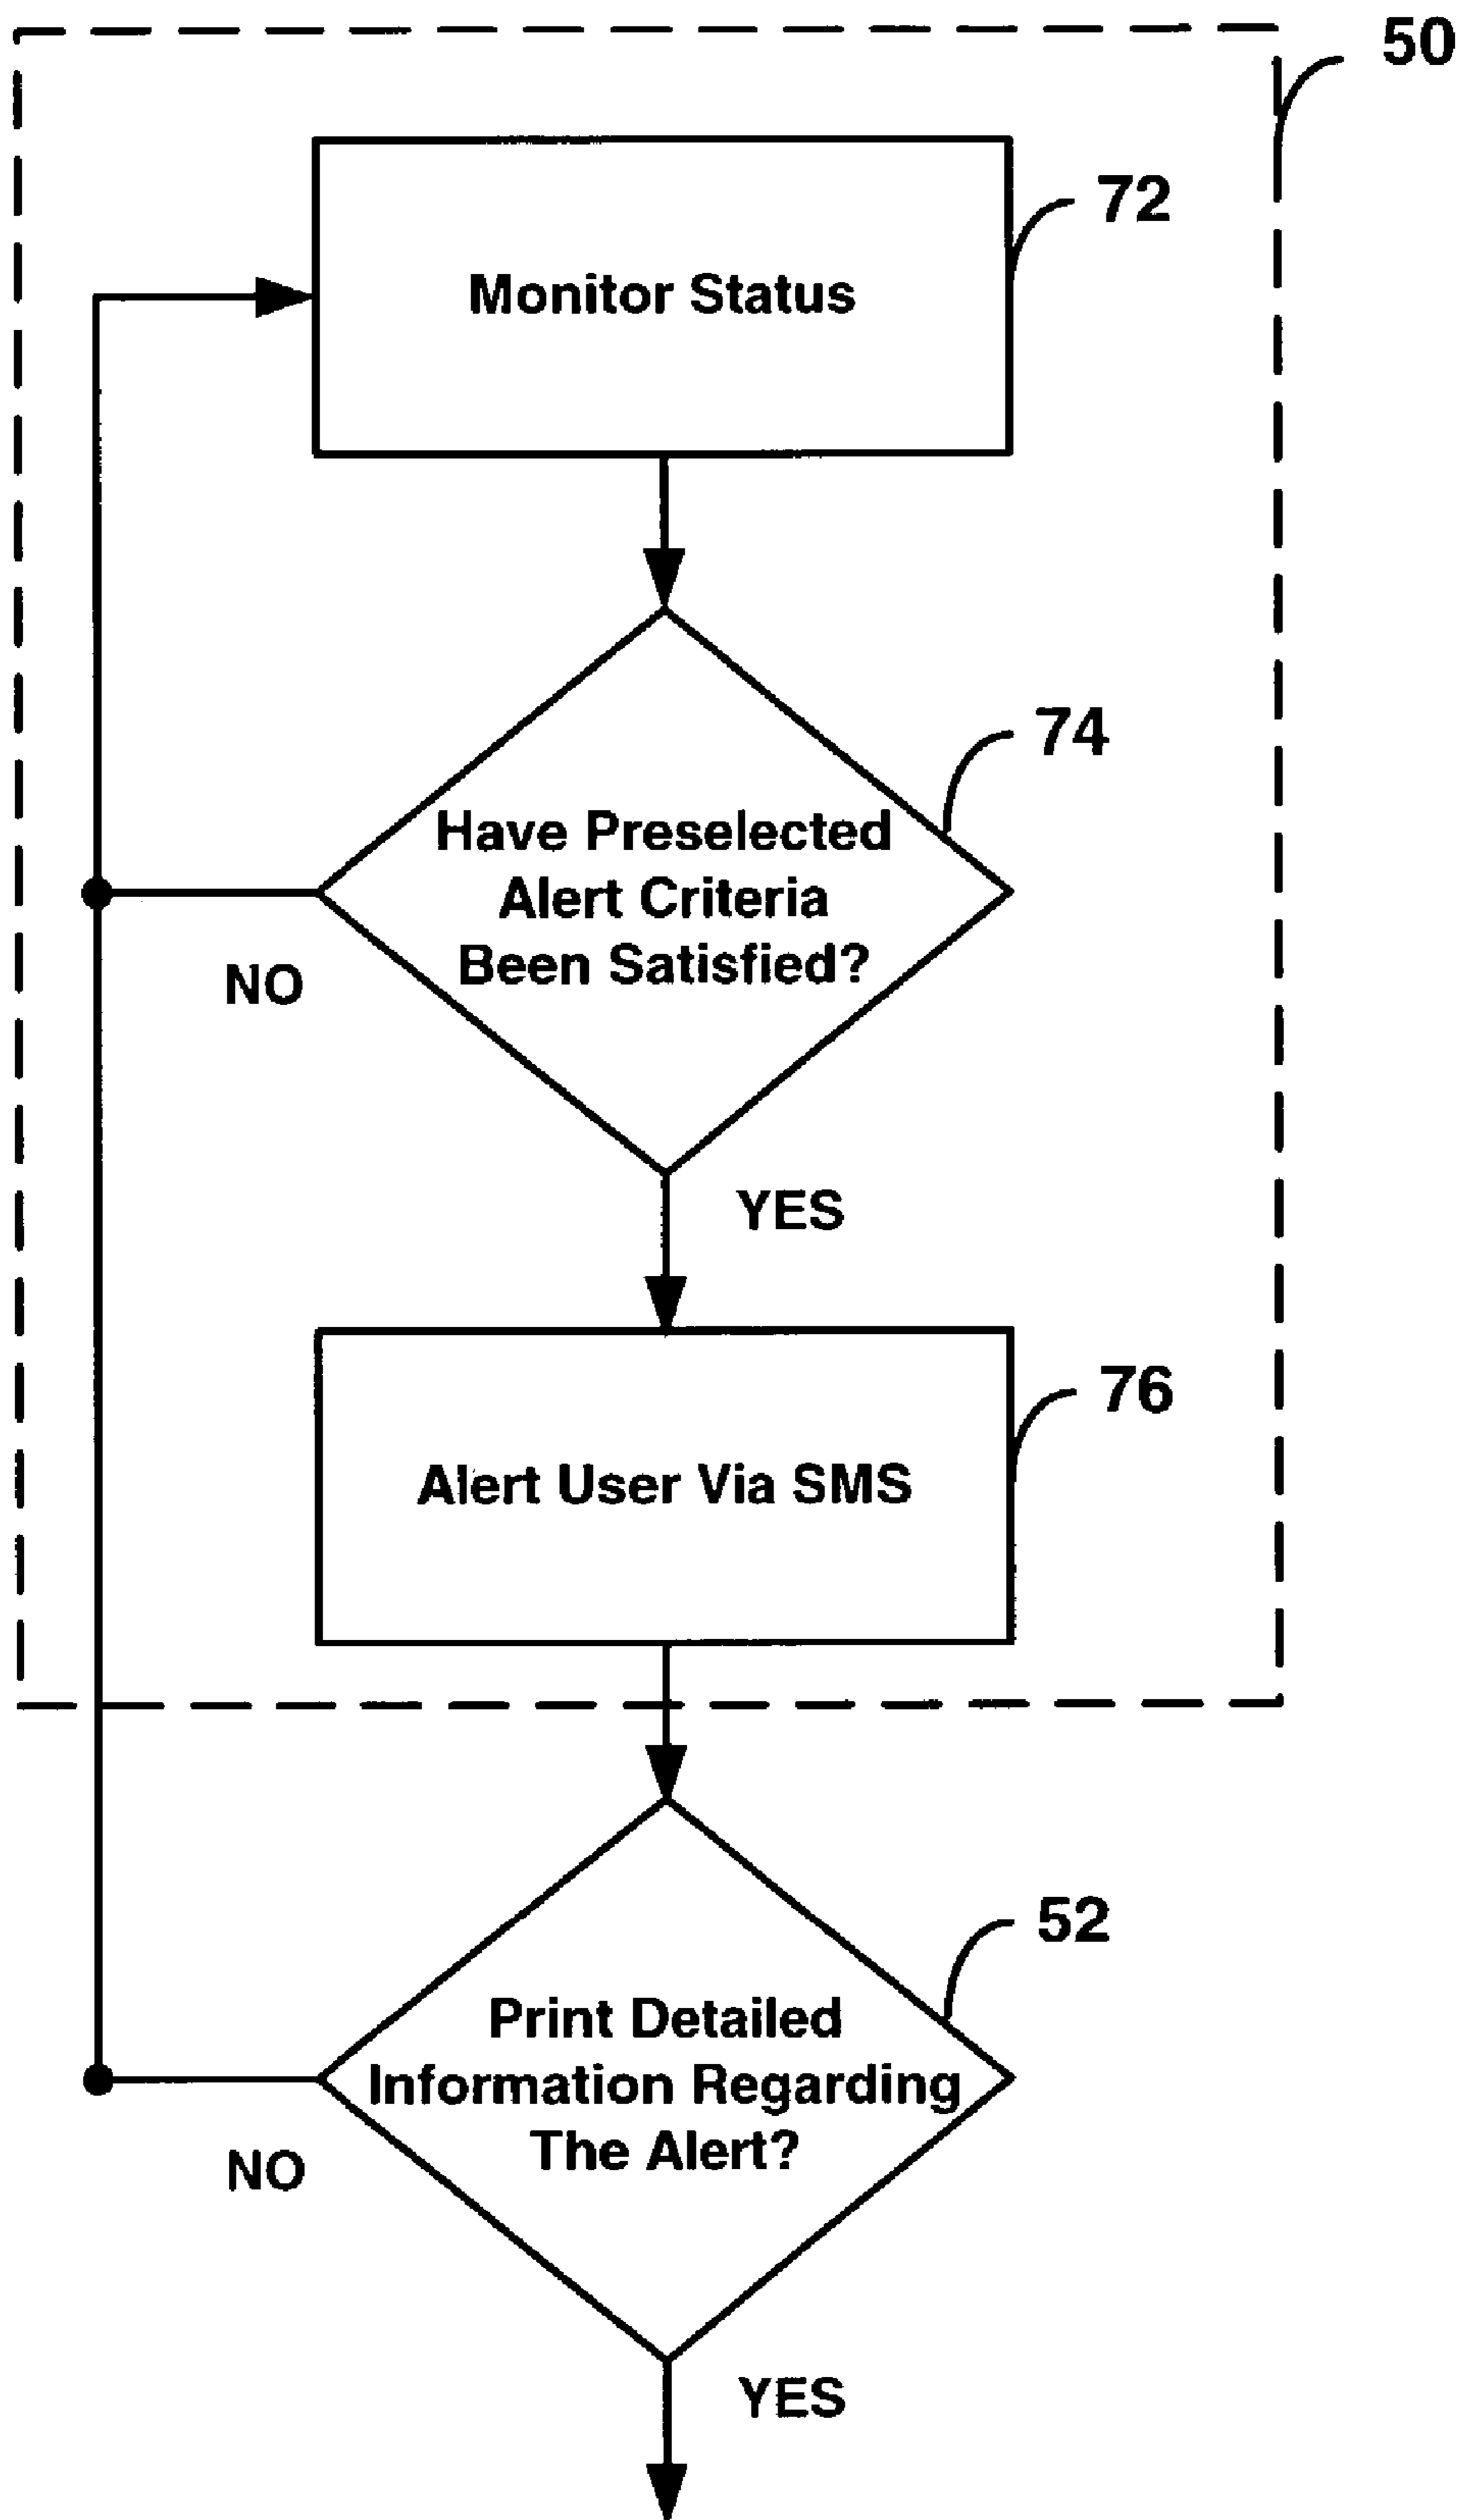 50
72
Monitor Status
74
Have Preselected
Alert Criteria
Been Satisfied?
NO
YES
76
Alert User Via SMS
52
Print Detailed
Information Regarding
The Alert?
NO
YES